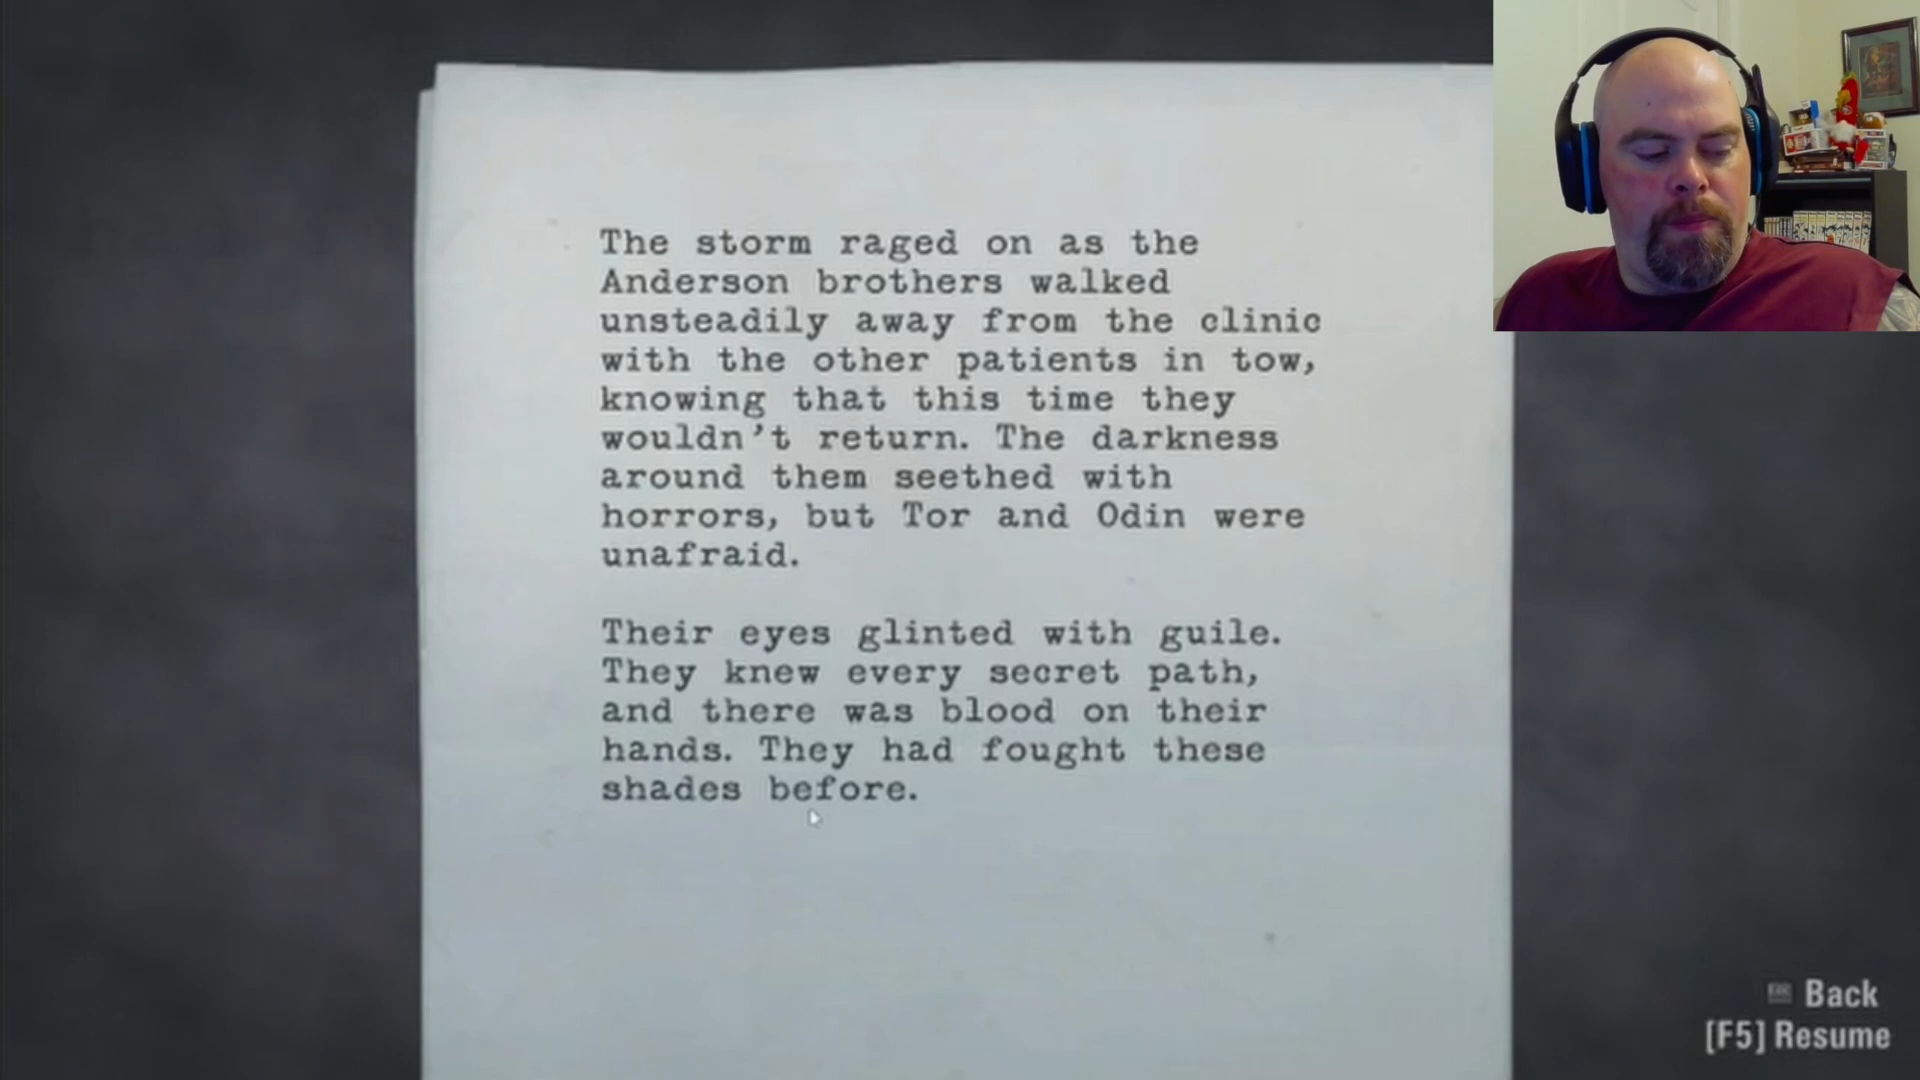 The storm raged on as the
Anderson brothers walked
unsteadily away from the clinic
with the other patients in tow,
knowing that this time they
wouldn't return. The darkness
around them seethed with
horrors, but Tor and Odin were
unafraid.
Their eyes glinted with guile.
They knew every secret path,
and there was blood on their
hands. They had fought these
shades before.
Back
[F5] Resume